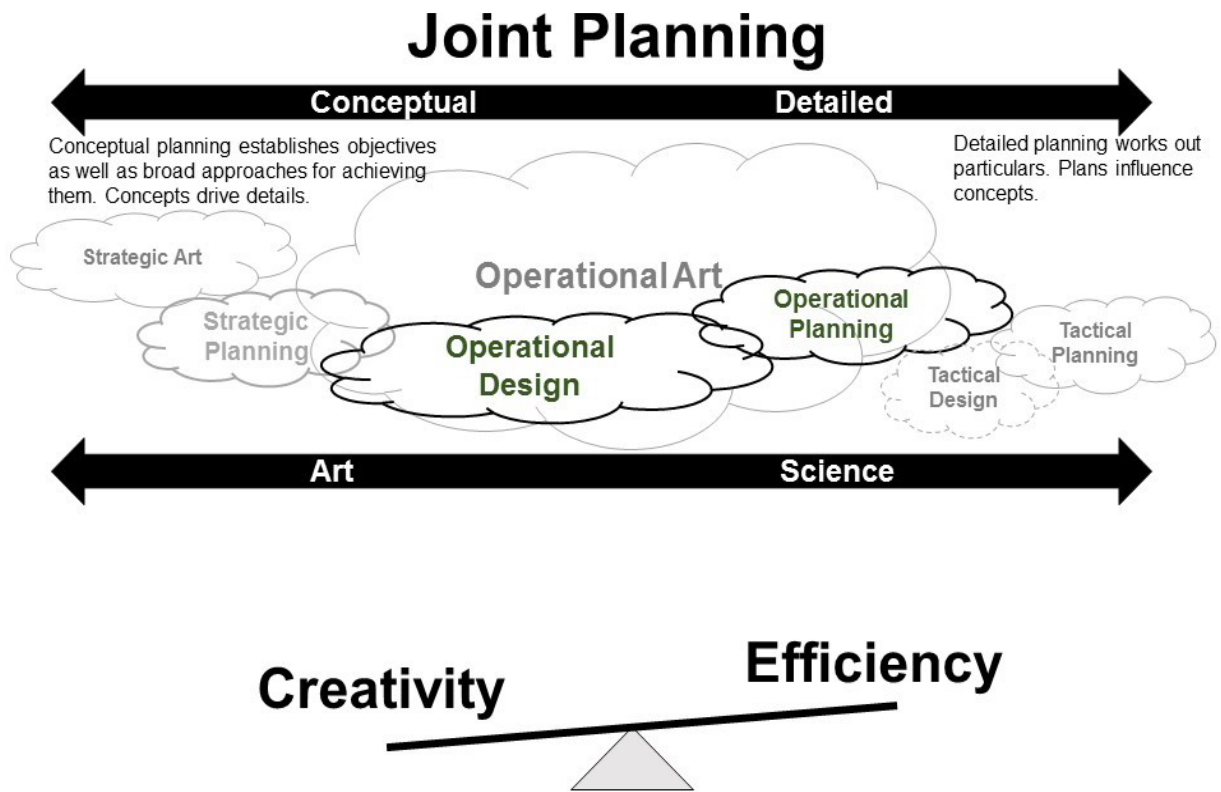 Joint Planning
Conceptual
Detailed
Conceptual planning establishes objectives
as well as broad approaches for achieving
them. Concepts drive details.
Detailed planning works out
particulars. Plans influence
concepts.
Strategic Art
Operational Art
Strategic
Planning
Operational
Design
Operational
Planning
Tactical
Planning
Tactical
Design
Art
Science
Creativity
Efficiency